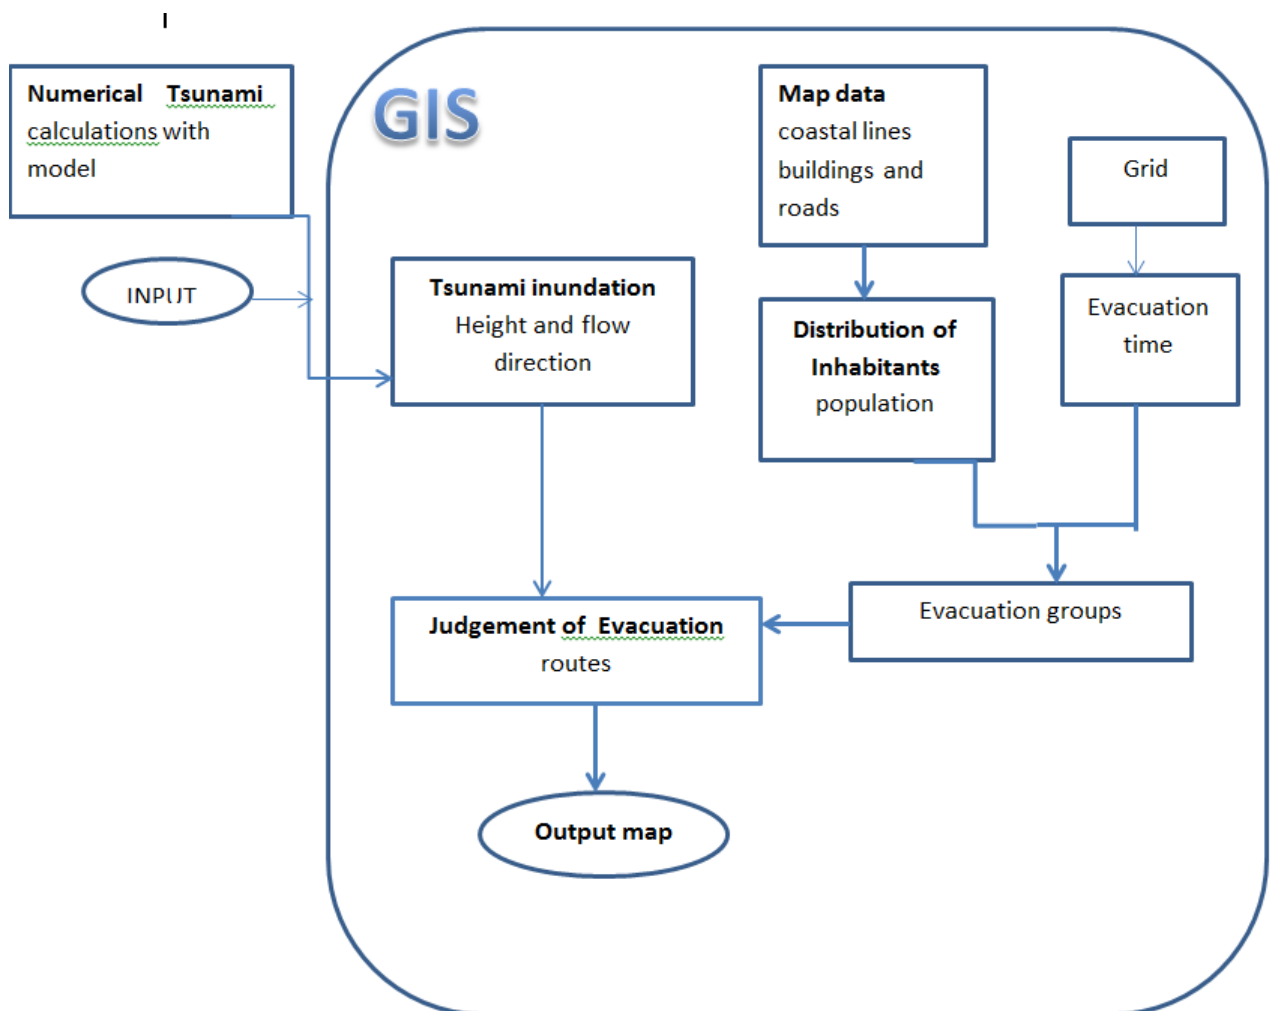 I
Numerical Tsunami
calculations with
model
GIS
Map data
coastal lines
buildings and
roads
Grid
INPUT
Tsunami inundation
Height and flow
direction
Distribution of
Inhabitants
population
Evacuation
time
Judgement of Evacuation
routes
Evacuation groups
Output map